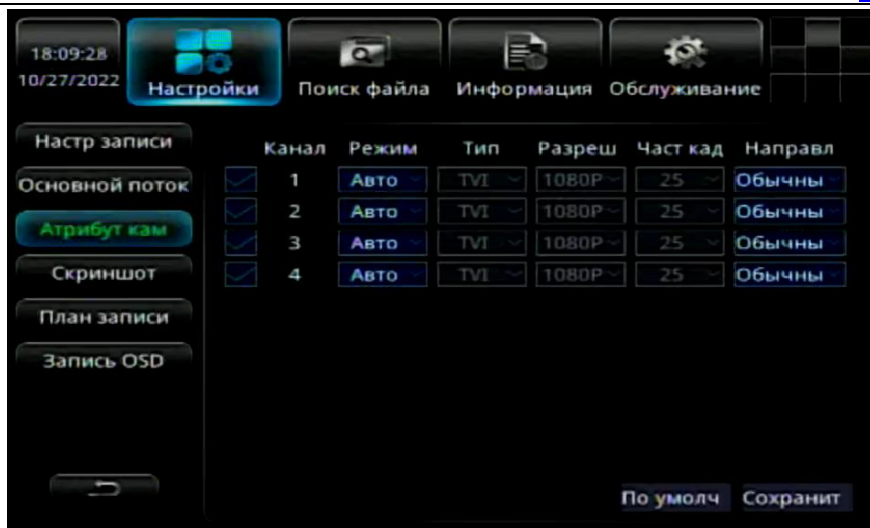 18:09:28
10/27/2022
Настройки
Поиск файла
Информация
Обслуживание
Настр записи
Основной поток
Атрибут кам
Скриншот
План записи
Запись OSD
Канал Режим Тип Разреш Част кад Направл
1 Авто TVI 1080P 25 Обычны
2 Авто TVI 1080P 25 Обычны
3 Авто TVI 1080P 25 Обычны
4 Авто TVI 1080P 25 Обычны
По умолч Сохранит